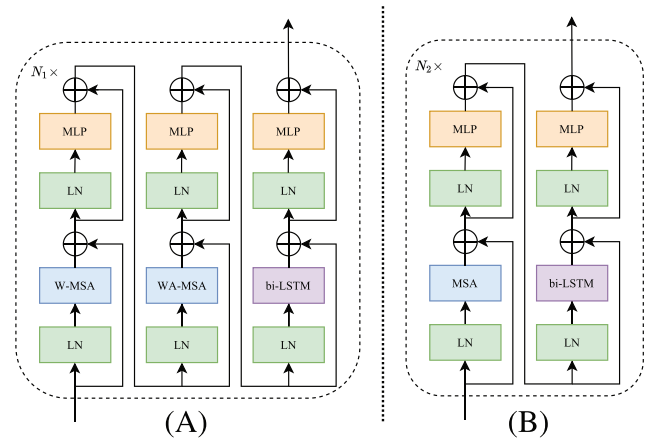 N₁×
MLP MLP MLP
LN LN LN
W-MSA WA-MSA bi-LSTM
LN LN LN
(A)
N₂×
MLP MLP
LN LN
MSA bi-LSTM
LN LN
(B)